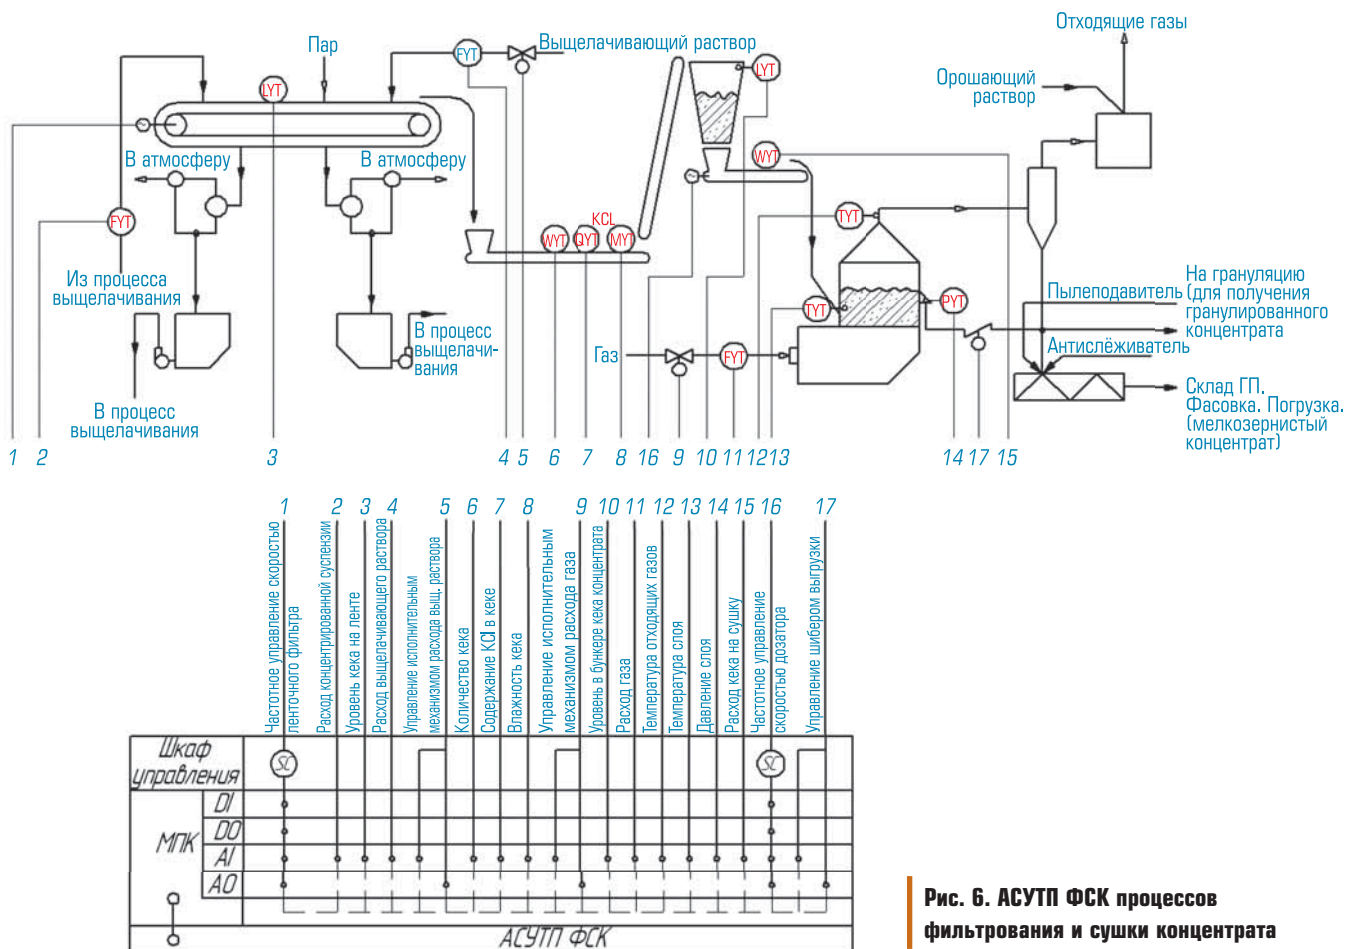 Отходящие газы
Пар
FYT
Выщелачивающий раствор
LYT
LYT
Орошающий
раствор
В атмосферу
В атмосферу
WYT
FYT
KCL
TYT
WYT
QYT
MYT
Из процесса
выщелачивания
Пылеподавитель
На грануляцию
(для получения
гранулированного
концентрата
TYT
PYT
В процесс
выщелачи-
вания
Газ
FYT
Антислёживатель
В процесс
выщелачивания
Склад ГП.
Фасовка. Погрузка.
(мелкозернистый
концентрат)
1 2 3 4 5 6 7 8 16 9 10 11 12 13 14 17 15
1 2 3 4 5 6 7 8 9 10 11 12 13 14 15 16 17
Частотное управление скоростью
ленточного фильтра
Расход концентрированной суспензии
Уровень кека на ленте
Расход выщелачивающего раствора
Управление исполнительным
механизмом расхода выщ. раствора
Количество кека
Содержание KCl в кеке
Влажность кека
Управление исполнительным
механизмом расхода газа
Уровень в бункере кека концентрата
Расход газа
Температура отходящих газов
Температура слоя
Давление слоя
Расход кека на сушку
Частотное управление
скоростью дозатора
Управление шибером выгрузки
Шкаф
управления
SC
SC
МПК
DI
DO
AI
AO
АСУТП ФСК
Рис. 6. АСУТП ФСК процессов
фильтрования и сушки концентрата